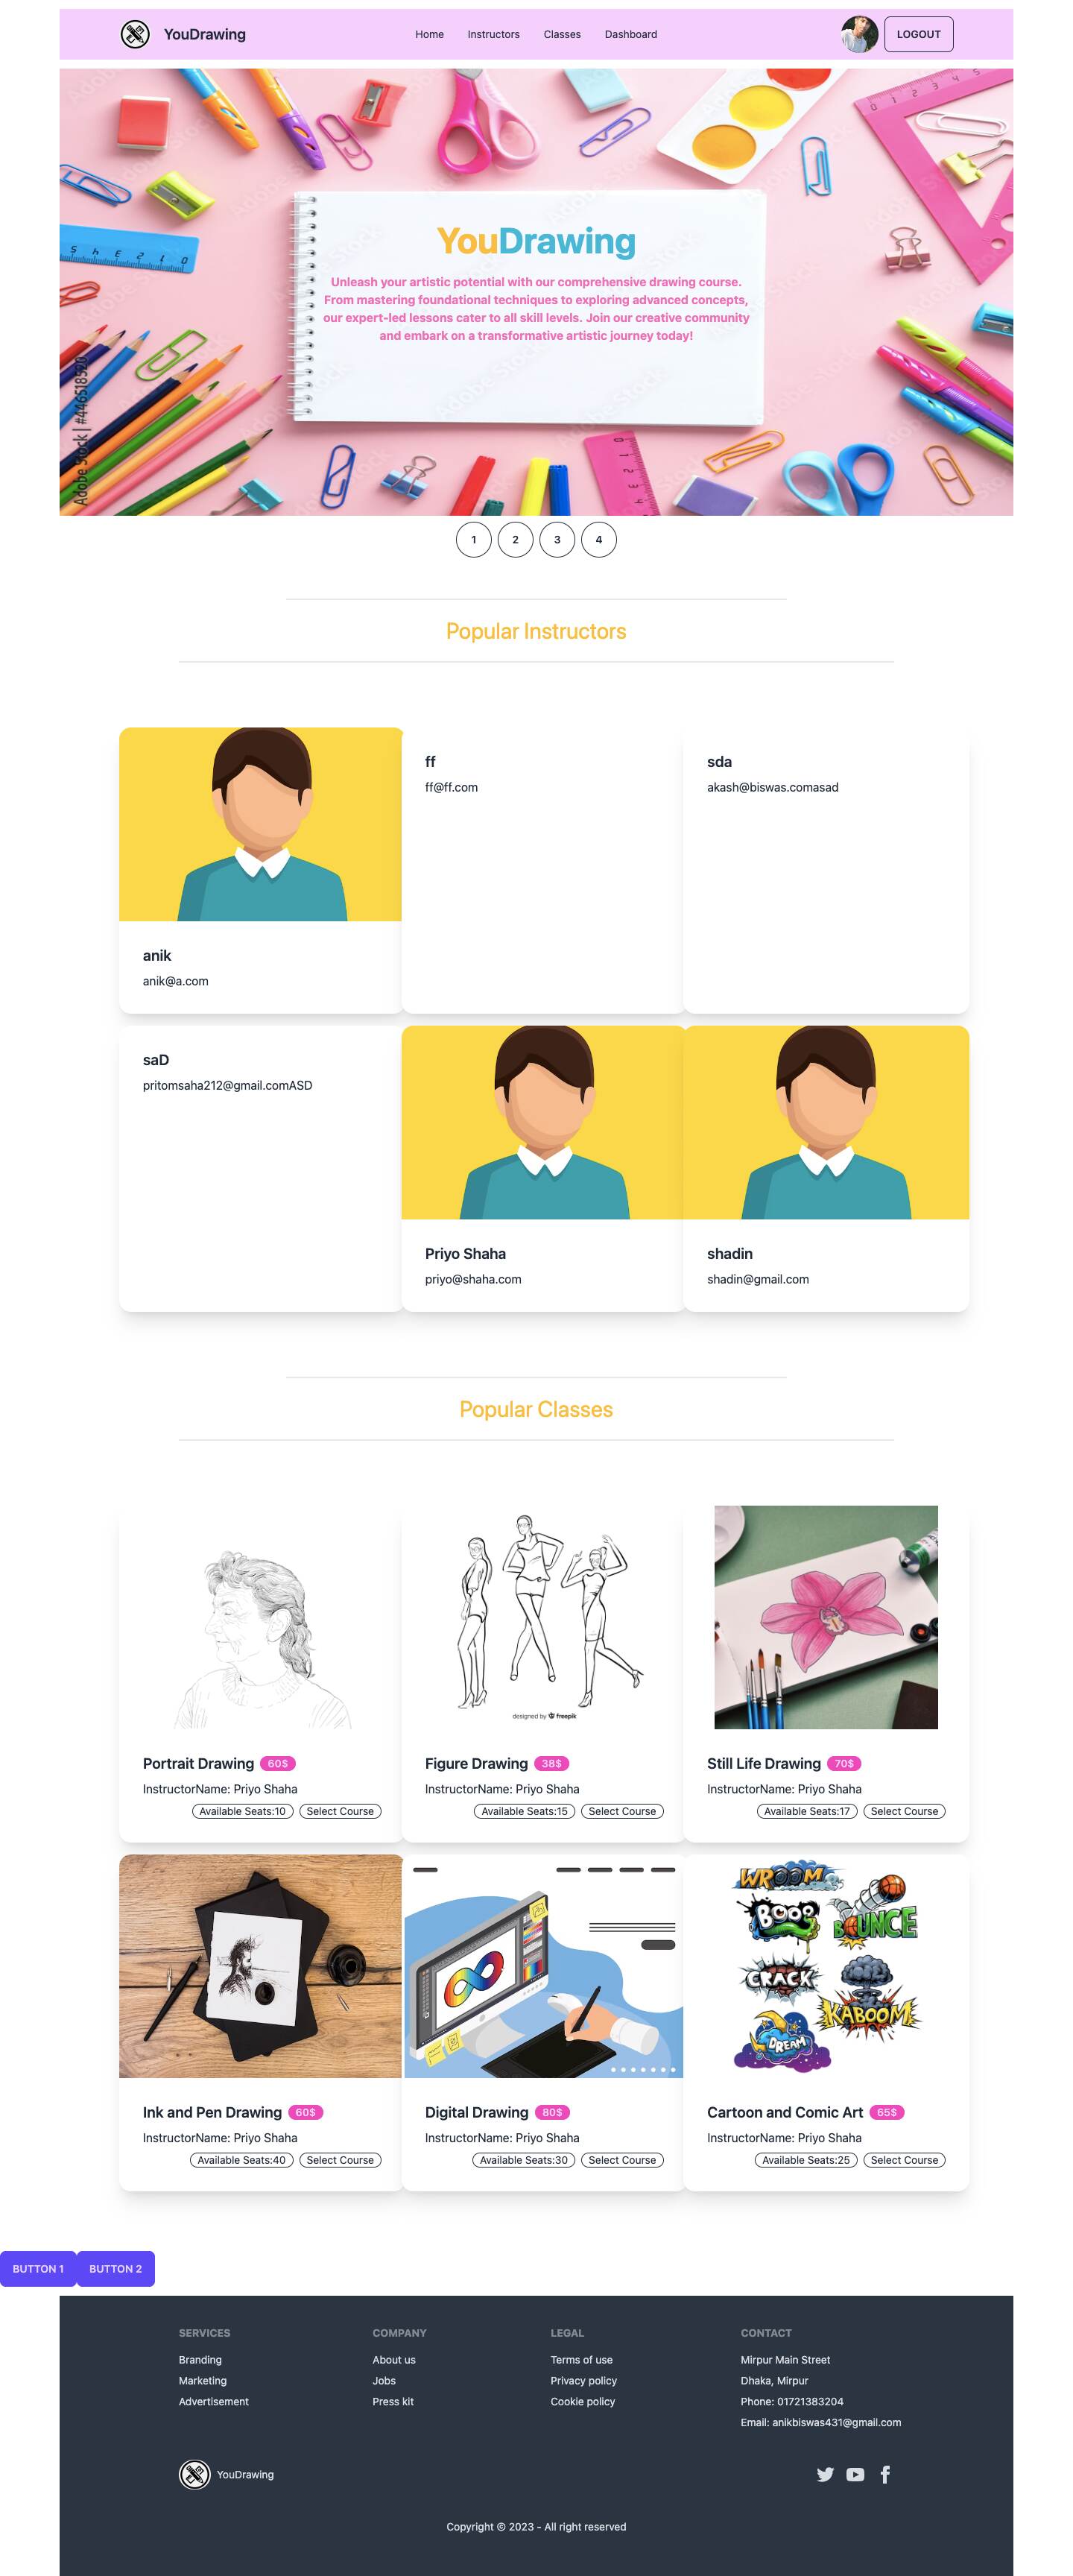 YouDrawing
Home
Instructors
Classes
Dashboard
LOGOUT
YouDrawing
Unleash your artistic potential with our comprehensive drawing course.
From mastering foundational techniques to exploring advanced concepts,
our expert-led lessons cater to all skill levels. Join our creative community
and embark on a transformative artistic journey today!
Adobe Stock | #446518520
1
2
3
4
Popular Instructors
anik
anik@a.com
ff
ff@ff.com
sda
akash@biswas.comasad
saD
pritomsaha212@gmail.comASD
Priyo Shaha
priyo@shaha.com
shadin
shadin@gmail.com
Popular Classes
designed by freepik
Portrait Drawing 60$
InstructorName: Priyo Shaha
Available Seats:10 Select Course
Figure Drawing 38$
InstructorName: Priyo Shaha
Available Seats:15 Select Course
Still Life Drawing 70$
InstructorName: Priyo Shaha
Available Seats:17 Select Course
Ink and Pen Drawing 60$
InstructorName: Priyo Shaha
Available Seats:40 Select Course
Digital Drawing 80$
InstructorName: Priyo Shaha
Available Seats:30 Select Course
WROOM
BOOO
BOUNCE
CRACK
KABOOM
DREAM
Cartoon and Comic Art 65$
InstructorName: Priyo Shaha
Available Seats:25 Select Course
BUTTON 1
BUTTON 2
SERVICES
Branding
Marketing
Advertisement
COMPANY
About us
Jobs
Press kit
LEGAL
Terms of use
Privacy policy
Cookie policy
CONTACT
Mirpur Main Street
Dhaka, Mirpur
Phone: 01721383204
Email: anikbiswas431@gmail.com
YouDrawing
Copyright © 2023 - All right reserved